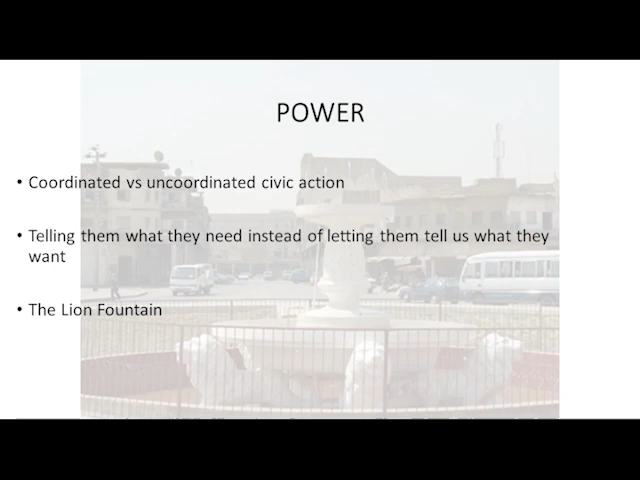 POWER
• Coordinated vs uncoordinated civic action
• Telling them what they need instead of letting them tell us what they
want
• The Lion Fountain